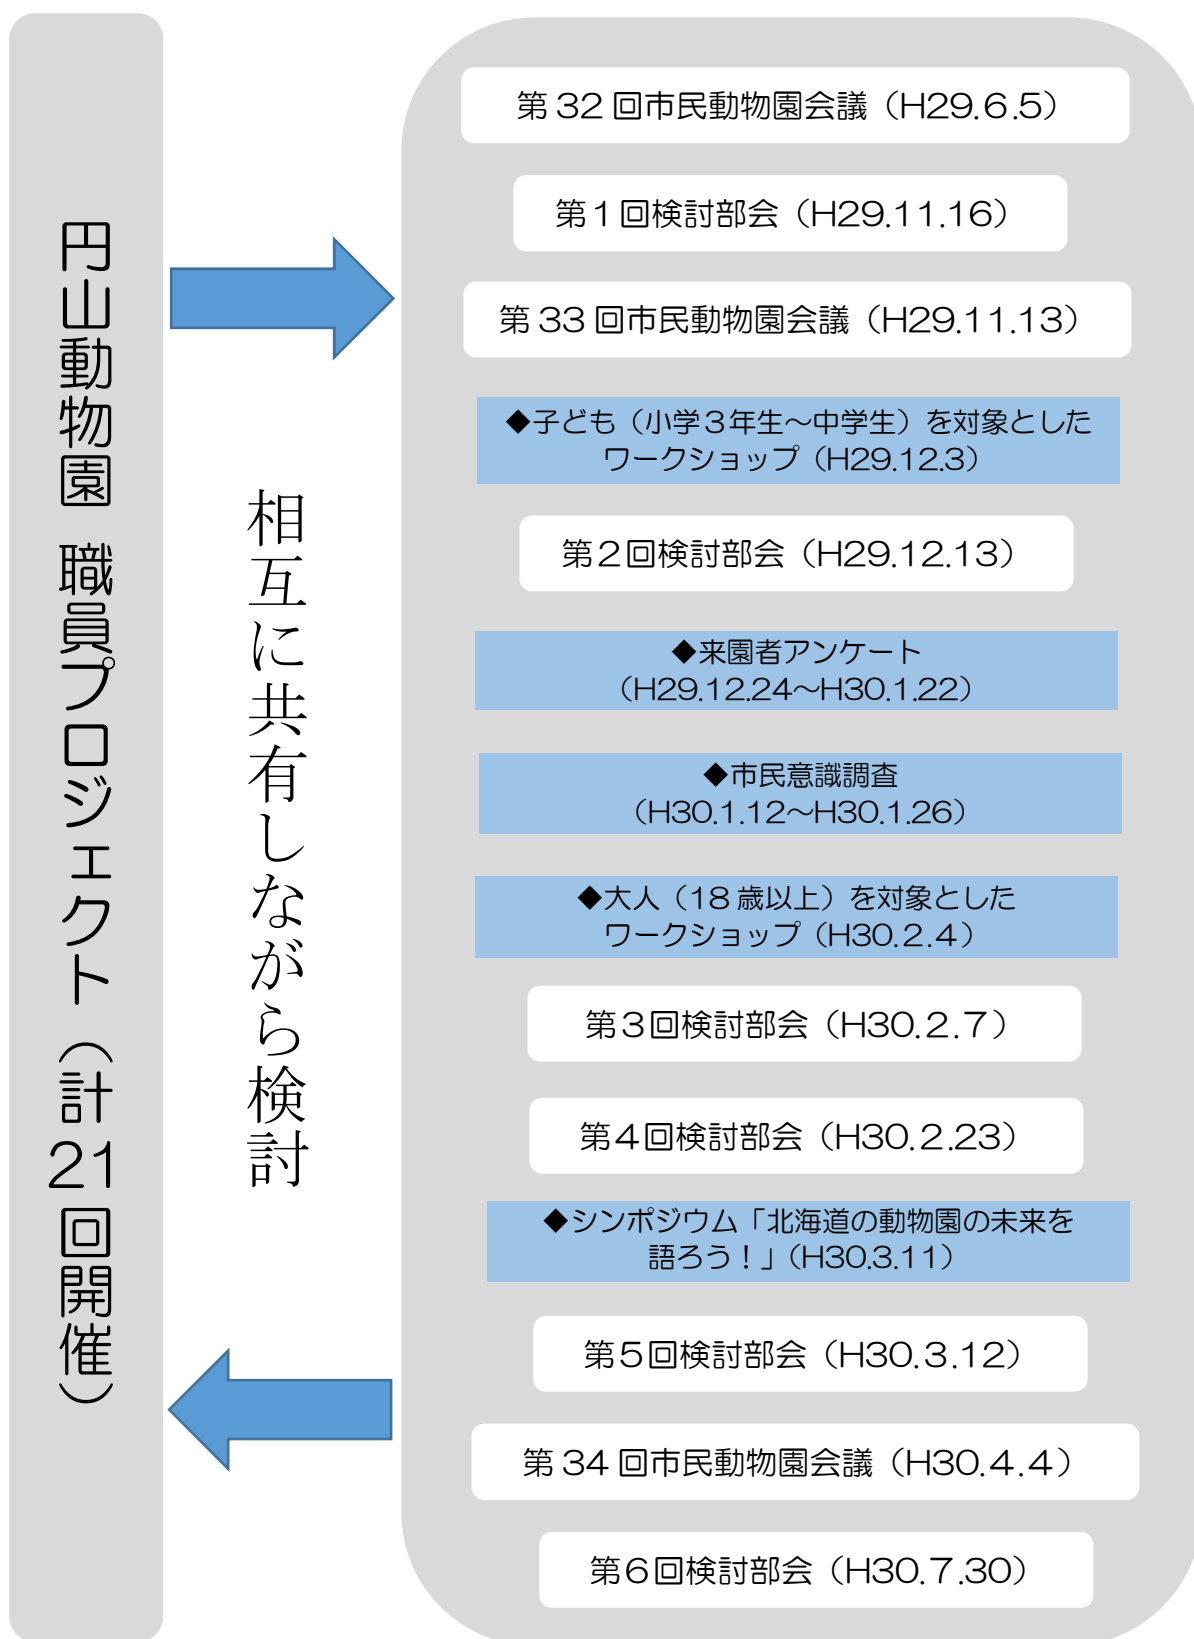 円山動物園 職員プロジェクト（計21回開催）
相互に共有しながら検討
第32回市民動物園会議（H29.6.5）
第1回検討部会（H29.11.16）
第33回市民動物園会議（H29.11.13）
◆子ども（小学3年生～中学生）を対象とした
ワークショップ（H29.12.3）
第2回検討部会（H29.12.13）
◆来園者アンケート
（H29.12.24～H30.1.22）
◆市民意識調査
（H30.1.12～H30.1.26）
◆大人（18歳以上）を対象とした
ワークショップ（H30.2.4）
第3回検討部会（H30.2.7）
第4回検討部会（H30.2.23）
◆シンポジウム「北海道の動物園の未来を
語ろう！」（H30.3.11）
第5回検討部会（H30.3.12）
第34回市民動物園会議（H30.4.4）
第6回検討部会（H30.7.30）